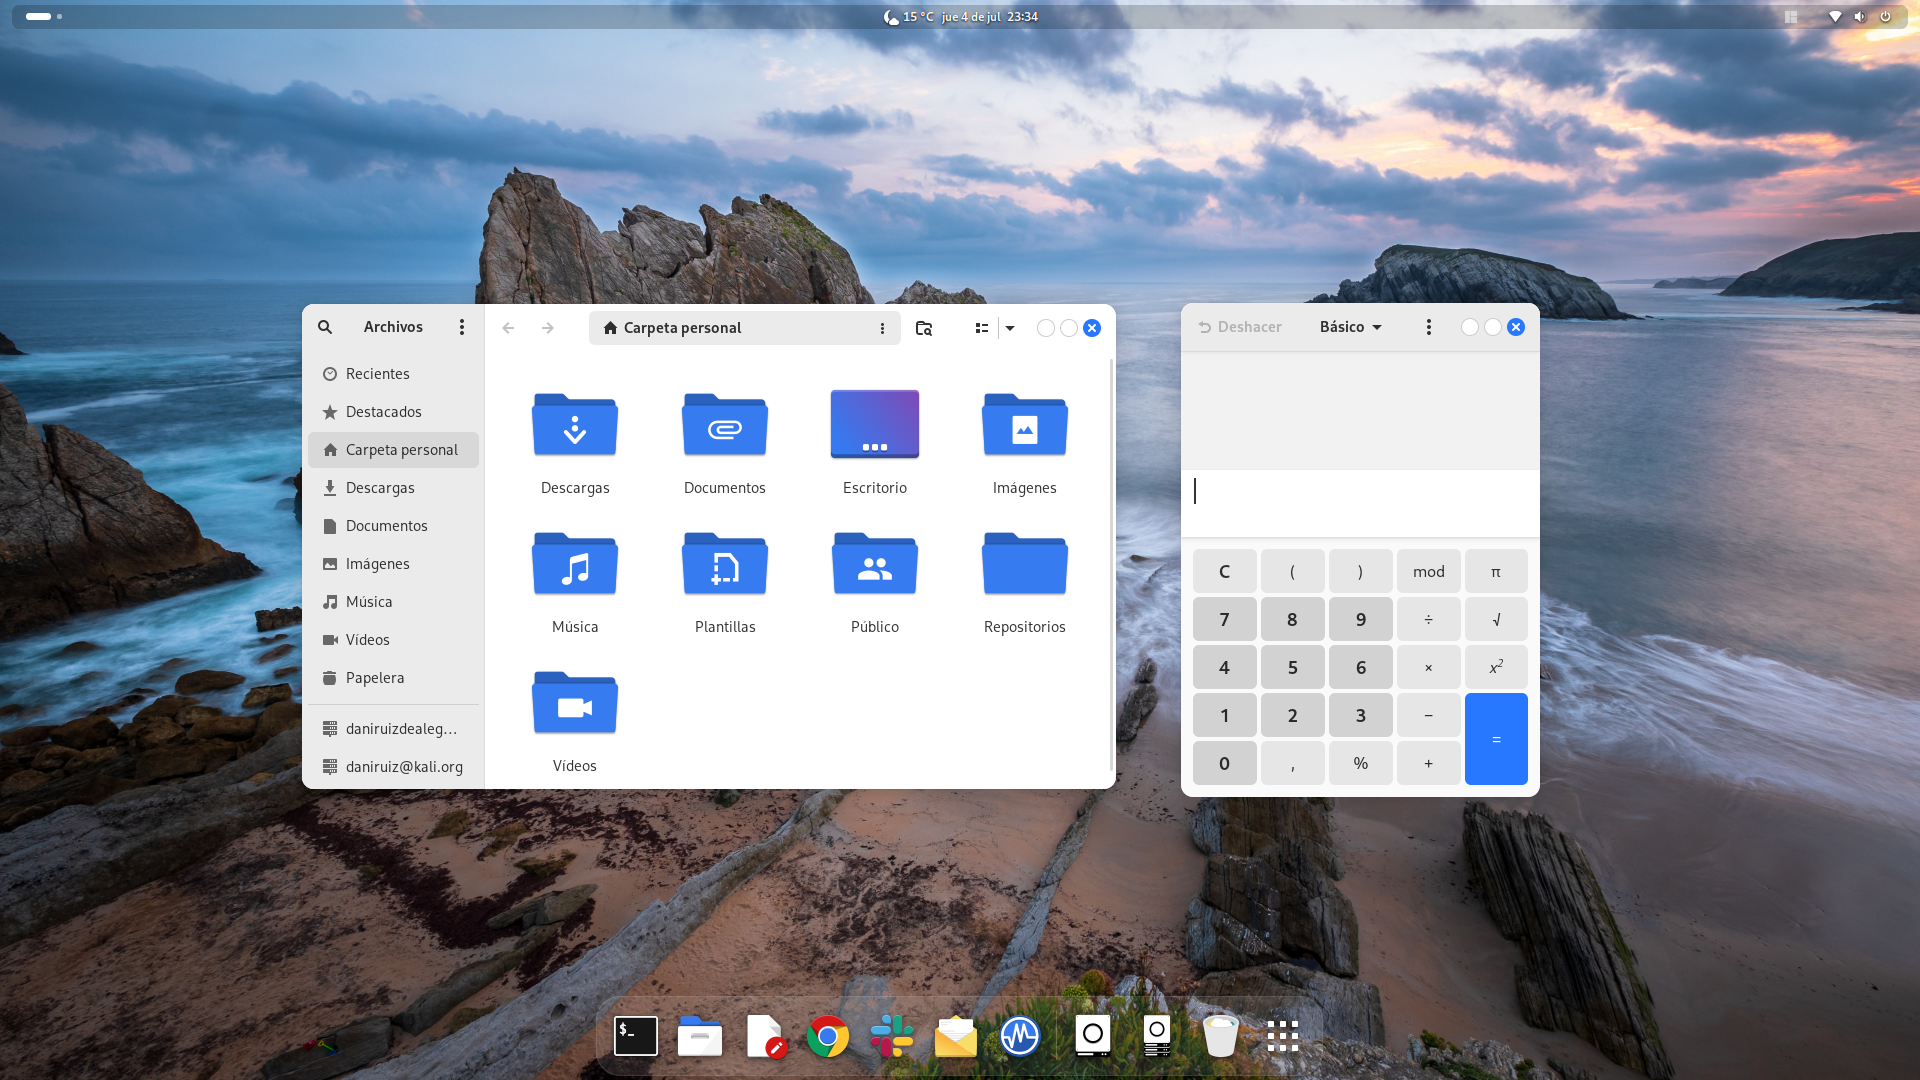 15 °C jue 4 de jul 23:34
Archivos
Carpeta personal
Recientes
Destacados
Carpeta personal
Descargas
Documentos
Imágenes
Música
Vídeos
Papelera
daniruizdealeg…
daniruiz@kali.org
Descargas
Documentos
Escritorio
Imágenes
Música
Plantillas
Público
Repositorios
Vídeos
Deshacer
Básico
C ( ) mod π
7 8 9 ÷ √
4 5 6 × x²
1 2 3 −
0 , % + =
$_